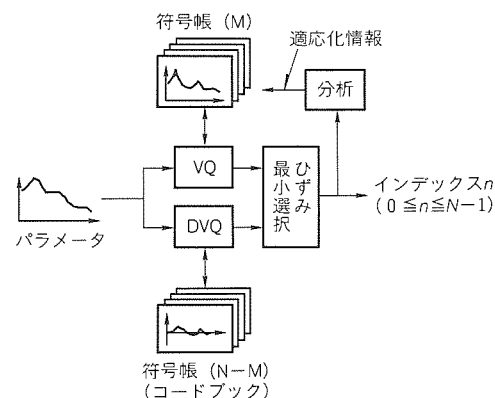 符号帳（M）
適応化情報
分析
VQ
ひずみ
最小選択
インデックスn
（0≦n≦N−1）
パラメータ
DVQ
符号帳（N−M）
（コードブック）